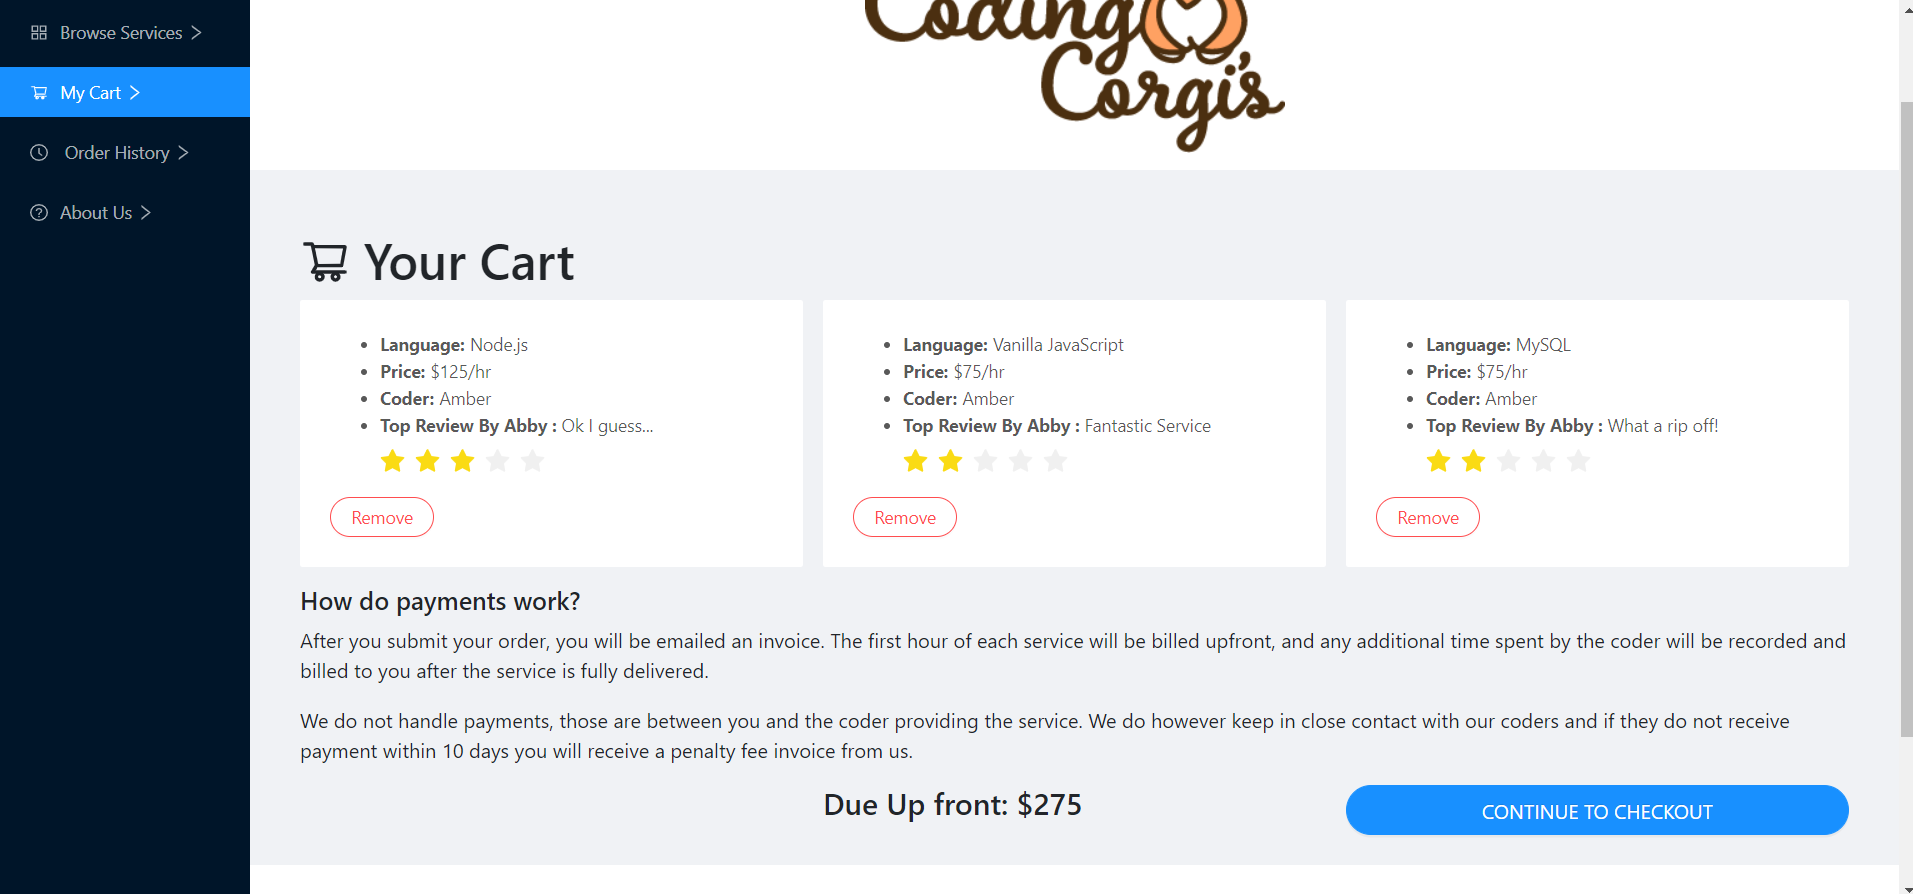 Browse Services
My Cart
Order History
About Us
Coding
Corgi's
Your Cart
Language: Node.js
Price: $125/hr
Coder: Amber
Top Review By Abby : Ok I guess...
Remove
Language: Vanilla JavaScript
Price: $75/hr
Coder: Amber
Top Review By Abby : Fantastic Service
Remove
Language: MySQL
Price: $75/hr
Coder: Amber
Top Review By Abby : What a rip off!
Remove
How do payments work?
After you submit your order, you will be emailed an invoice. The first hour of each service will be billed upfront, and any additional time spent by the coder will be recorded and
billed to you after the service is fully delivered.
We do not handle payments, those are between you and the coder providing the service. We do however keep in close contact with our coders and if they do not receive
payment within 10 days you will receive a penalty fee invoice from us.
Due Up front: $275
CONTINUE TO CHECKOUT